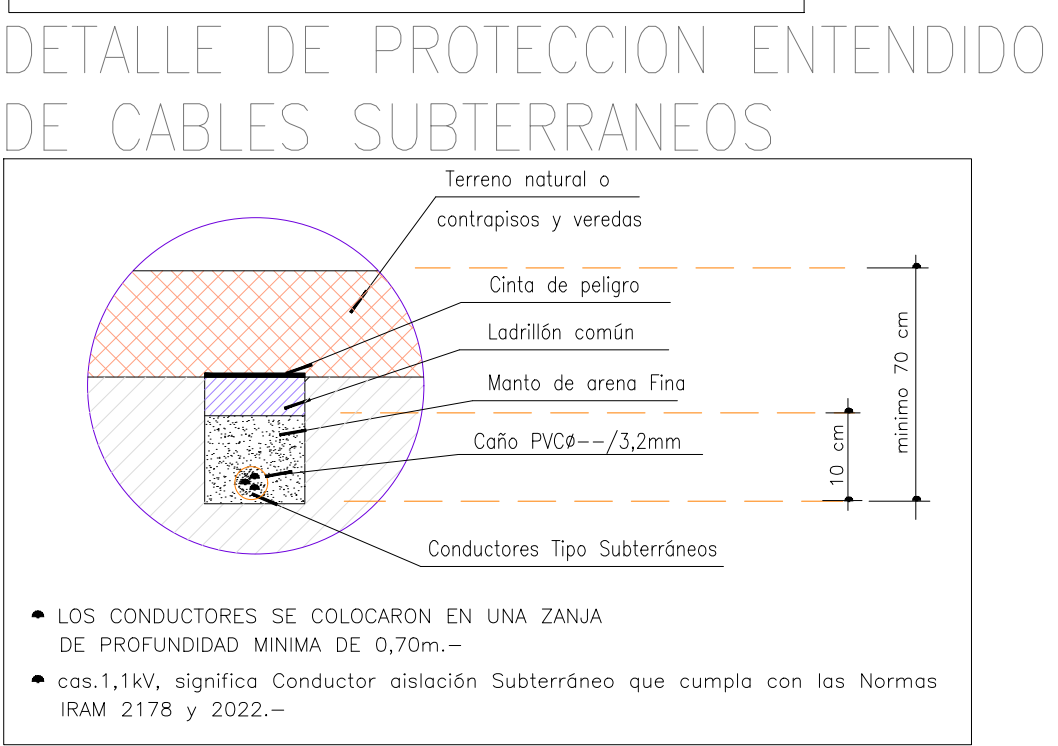 DETALLE DE PROTECCION ENTENDIDO
DE CABLES SUBTERRANEOS
Terreno natural o
contrapisos y veredas
Cinta de peligro
Ladrillón común
Manto de arena Fina
Caño PVCø--/3,2mm
Conductores Tipo Subterráneos
10 cm
minimo 70 cm
LOS CONDUCTORES SE COLOCARON EN UNA ZANJA
DE PROFUNDIDAD MINIMA DE 0,70m.-
cas.1,1kV, significa Conductor aislación Subterráneo que cumpla con las Normas
IRAM 2178 y 2022.-